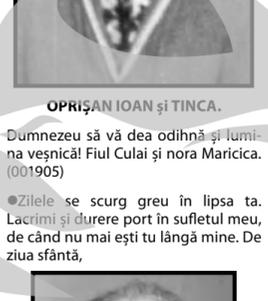 OPRIȘAN IOAN și TINCA.
Dumnezeu să vă dea odihnă și lumi-
na veșnică! Fiul Culai și nora Maricica.
(001905)
●Zilele se scurg greu în lipsa ta.
Lacrimi și durere port în sufletul meu,
de când nu mai ești tu lângă mine. De
ziua sfântă,